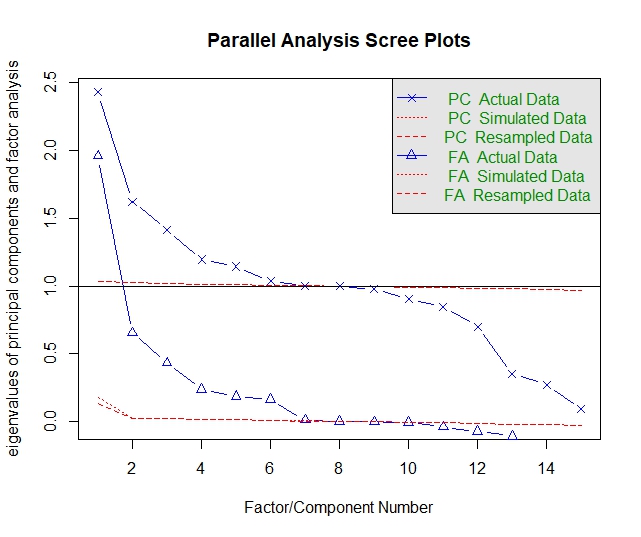 Parallel Analysis Scree Plots
eigenvalues of principal components and factor analysis
2.5
2.0
1.5
1.0
0.5
0.0
PC Actual Data
PC Simulated Data
PC Resampled Data
FA Actual Data
FA Simulated Data
FA Resampled Data
2 4 6 8 10 12 14
Factor/Component Number